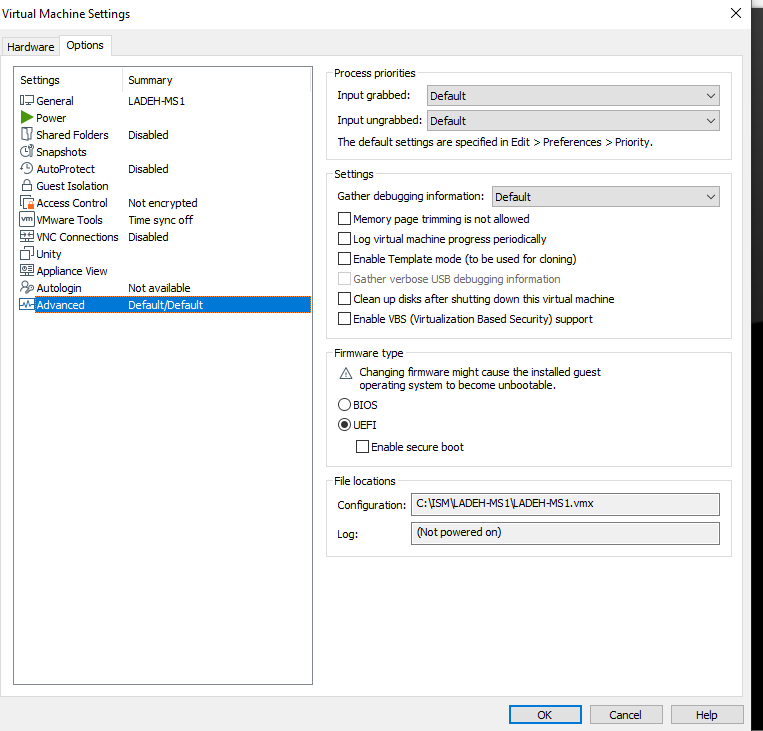 Virtual Machine Settings
Hardware
Options
Settings Summary
General LADEH-MS1
Power
Shared Folders Disabled
Snapshots
AutoProtect Disabled
Guest Isolation
Access Control Not encrypted
vm VMware Tools Time sync off
VNC Connections Disabled
Unity
Appliance View
Autologin Not available
Advanced Default/Default
Process priorities
Input grabbed: Default
Input ungrabbed: Default
The default settings are specified in Edit > Preferences > Priority.
Settings
Gather debugging information: Default
Memory page trimming is not allowed
Log virtual machine progress periodically
Enable Template mode (to be used for cloning)
Gather verbose USB debugging information
Clean up disks after shutting down this virtual machine
Enable VBS (Virtualization Based Security) support
Firmware type
Changing firmware might cause the installed guest
operating system to become unbootable.
BIOS
UEFI
Enable secure boot
File locations
Configuration: C:\ISM\LADEH-MS1\LADEH-MS1.vmx
Log: (Not powered on)
OK Cancel Help